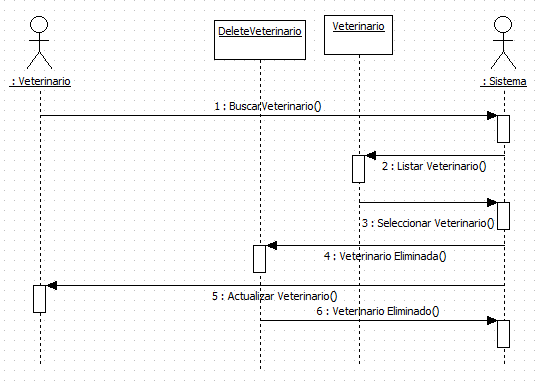 DeleteVeterinario
Veterinario
: Veterinario
: Sistema
1 : BuscarVeterinario()
2 : Listar Veterinario()
3 : Seleccionar Veterinario()
4 : Veterinario Eliminada()
5 : Actualizar Veterinario()
6 : Veterinario Eliminado()